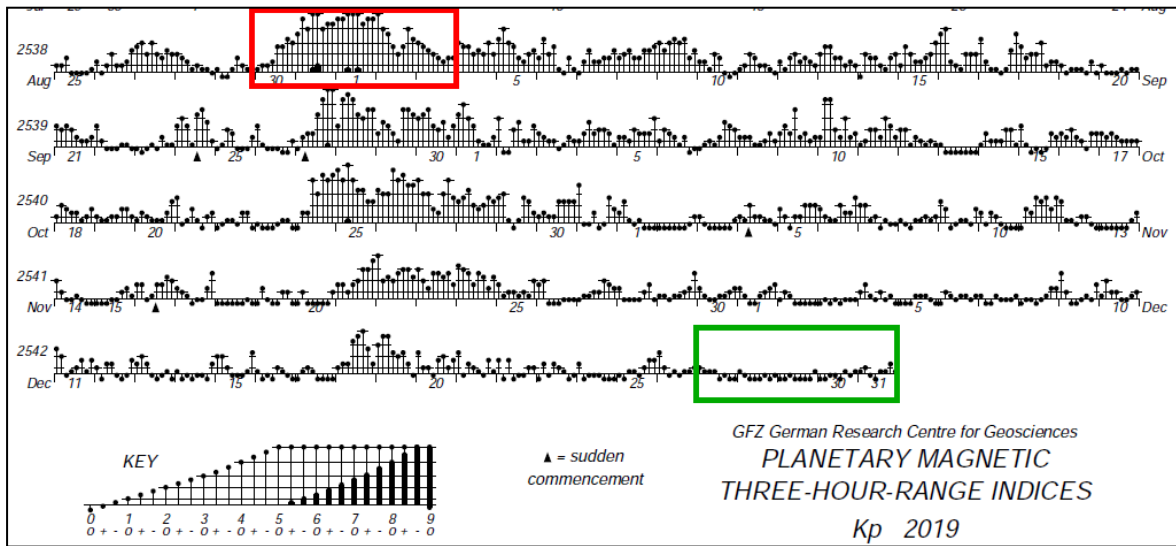 2538
Aug 25 30 1 5 10 15 20 Sep
2539
Sep 21 25 30 1 5 10 15 17 Oct
2540
Oct 18 20 25 30 1 5 10 13 Nov
2541
Nov 14 15 20 25 30 1 5 10 Dec
2542
Dec 11 15 20 25 30 31
KEY
0 1 2 3 4 5 6 7 8 9
o + - o + - o + - o + - o + - o + - o + - o + - o + - o
▲ = sudden
commencement
GFZ German Research Centre for Geosciences
PLANETARY MAGNETIC
THREE-HOUR-RANGE INDICES
Kp 2019